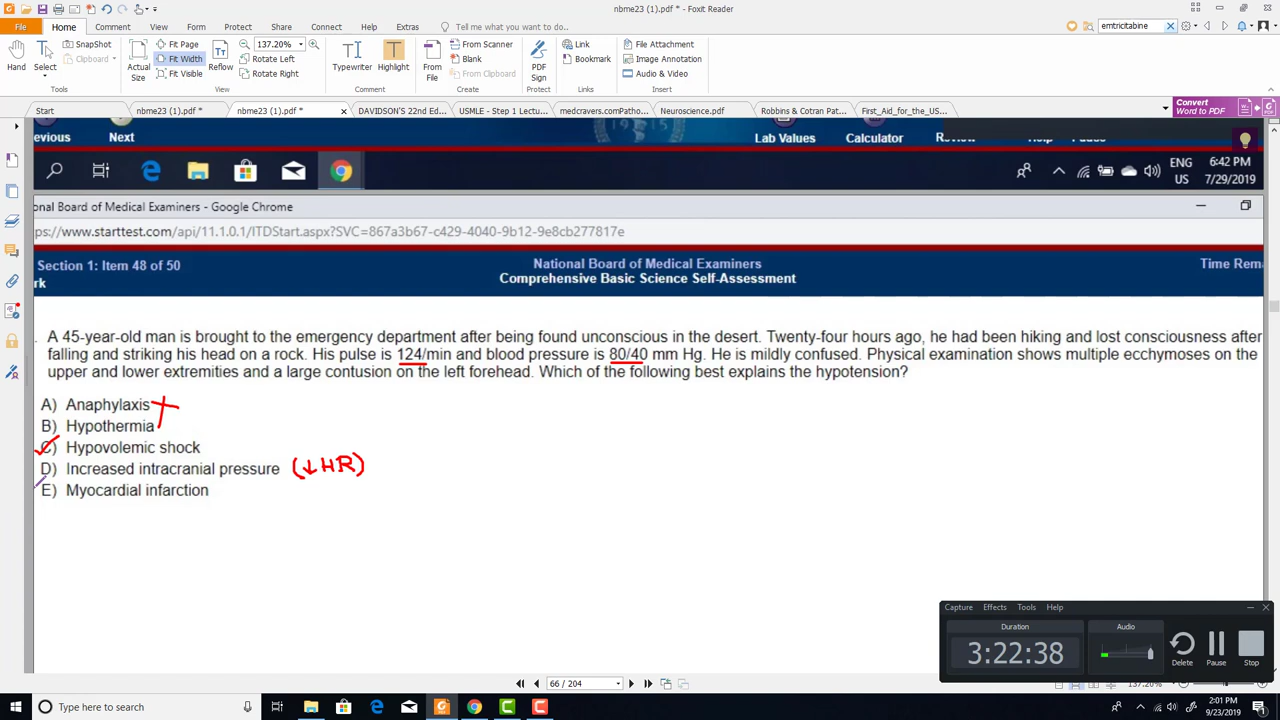 nbme23 (1).pdf * - Foxit Reader
File Home Comment View Form Protect Share Connect Help Extras Tell me what you want to do... emtricitabine
Hand Select SnapShot Clipboard Actual Size Fit Page Fit Width Fit Visible Reflow 137.20% Rotate Left Rotate Right Typewriter Highlight From File From Scanner Blank From Clipboard PDF Sign Link Bookmark File Attachment Image Annotation Audio & Video
Tools View Comment Create Protect Links Insert
Start nbme23 (1).pdf * nbme23 (1).pdf * DAVIDSON'S 22nd Ed... USMLE - Step 1 Lectu... medcravers.comPatho... Neuroscience.pdf Robbins & Cotran Pat... First_Aid_for_the_US... Convert Word to PDF
evious Next Lab Values Calculator Review Help Pause
ENG US 6:42 PM 7/29/2019
onal Board of Medical Examiners - Google Chrome
ps://www.starttest.com/api/11.1.0.1/ITDStart.aspx?SVC=867a3b67-c429-4040-9b12-9e8cb277817e
Section 1: Item 48 of 50 National Board of Medical Examiners Time Rema
rk Comprehensive Basic Science Self-Assessment
. A 45-year-old man is brought to the emergency department after being found unconscious in the desert. Twenty-four hours ago, he had been hiking and lost consciousness after
falling and striking his head on a rock. His pulse is 124/min and blood pressure is 80/40 mm Hg. He is mildly confused. Physical examination shows multiple ecchymoses on the
upper and lower extremities and a large contusion on the left forehead. Which of the following best explains the hypotension?
A) Anaphylaxis
B) Hypothermia
C) Hypovolemic shock
D) Increased intracranial pressure (↓HR)
E) Myocardial infarction
Capture Effects Tools Help
Duration Audio
3:22:38 Delete Pause Stop
66 / 204 137.20%
Type here to search 2:01 PM 9/23/2019